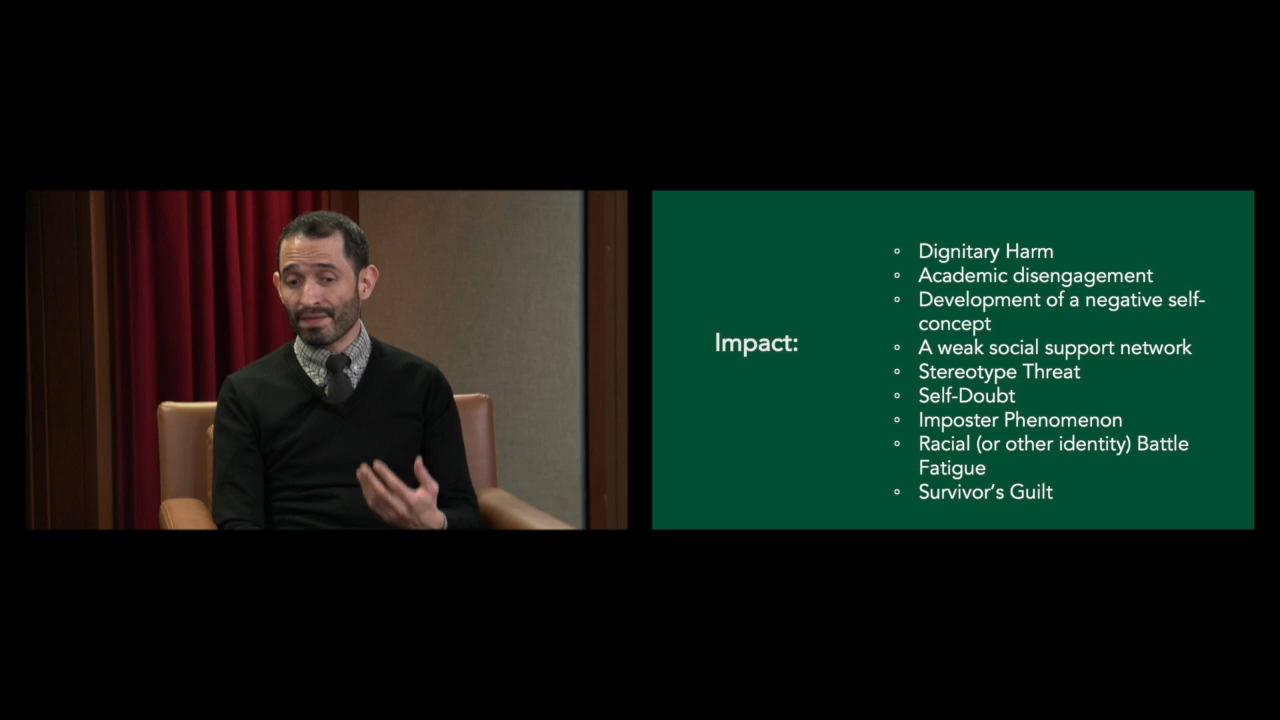 Impact:
◦ Dignitary Harm
◦ Academic disengagement
◦ Development of a negative self-
concept
◦ A weak social support network
◦ Stereotype Threat
◦ Self-Doubt
◦ Imposter Phenomenon
◦ Racial (or other identity) Battle
Fatigue
◦ Survivor's Guilt